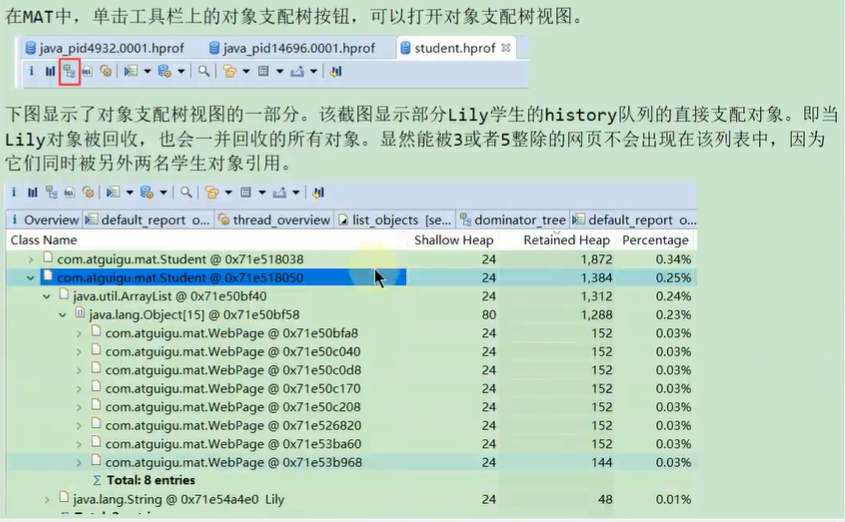 在MAT中，单击工具栏上的对象支配树按钮，可以打开对象支配树视图。
java_pid4932.0001.hprof java_pid14696.0001.hprof student.hprof
下图显示了对象支配树视图的一部分。该截图显示部分Lily学生的history队列的直接支配对象。即当
Lily对象被回收，也会一并回收的所有对象。显然能被3或者5整除的网页不会出现在该列表中，因为
它们同时被另外两名学生对象引用。
i Overview default_report o... thread_overview list_objects [se... dominator_tree default_report o...
Class Name Shallow Heap Retained Heap Percentage
com.atguigu.mat.Student @ 0x71e518038 24 1,872 0.34%
com.atguigu.mat.Student @ 0x71e518050 24 1,384 0.25%
java.util.ArrayList @ 0x71e50bf40 24 1,312 0.24%
java.lang.Object[15] @ 0x71e50bf58 80 1,288 0.23%
com.atguigu.mat.WebPage @ 0x71e50bfa8 24 152 0.03%
com.atguigu.mat.WebPage @ 0x71e50c040 24 152 0.03%
com.atguigu.mat.WebPage @ 0x71e50c0d8 24 152 0.03%
com.atguigu.mat.WebPage @ 0x71e50c170 24 152 0.03%
com.atguigu.mat.WebPage @ 0x71e50c208 24 152 0.03%
com.atguigu.mat.WebPage @ 0x71e526820 24 152 0.03%
com.atguigu.mat.WebPage @ 0x71e53ba60 24 152 0.03%
com.atguigu.mat.WebPage @ 0x71e53b968 24 144 0.03%
Σ Total: 8 entries
java.lang.String @ 0x71e54a4e0 Lily 24 48 0.01%